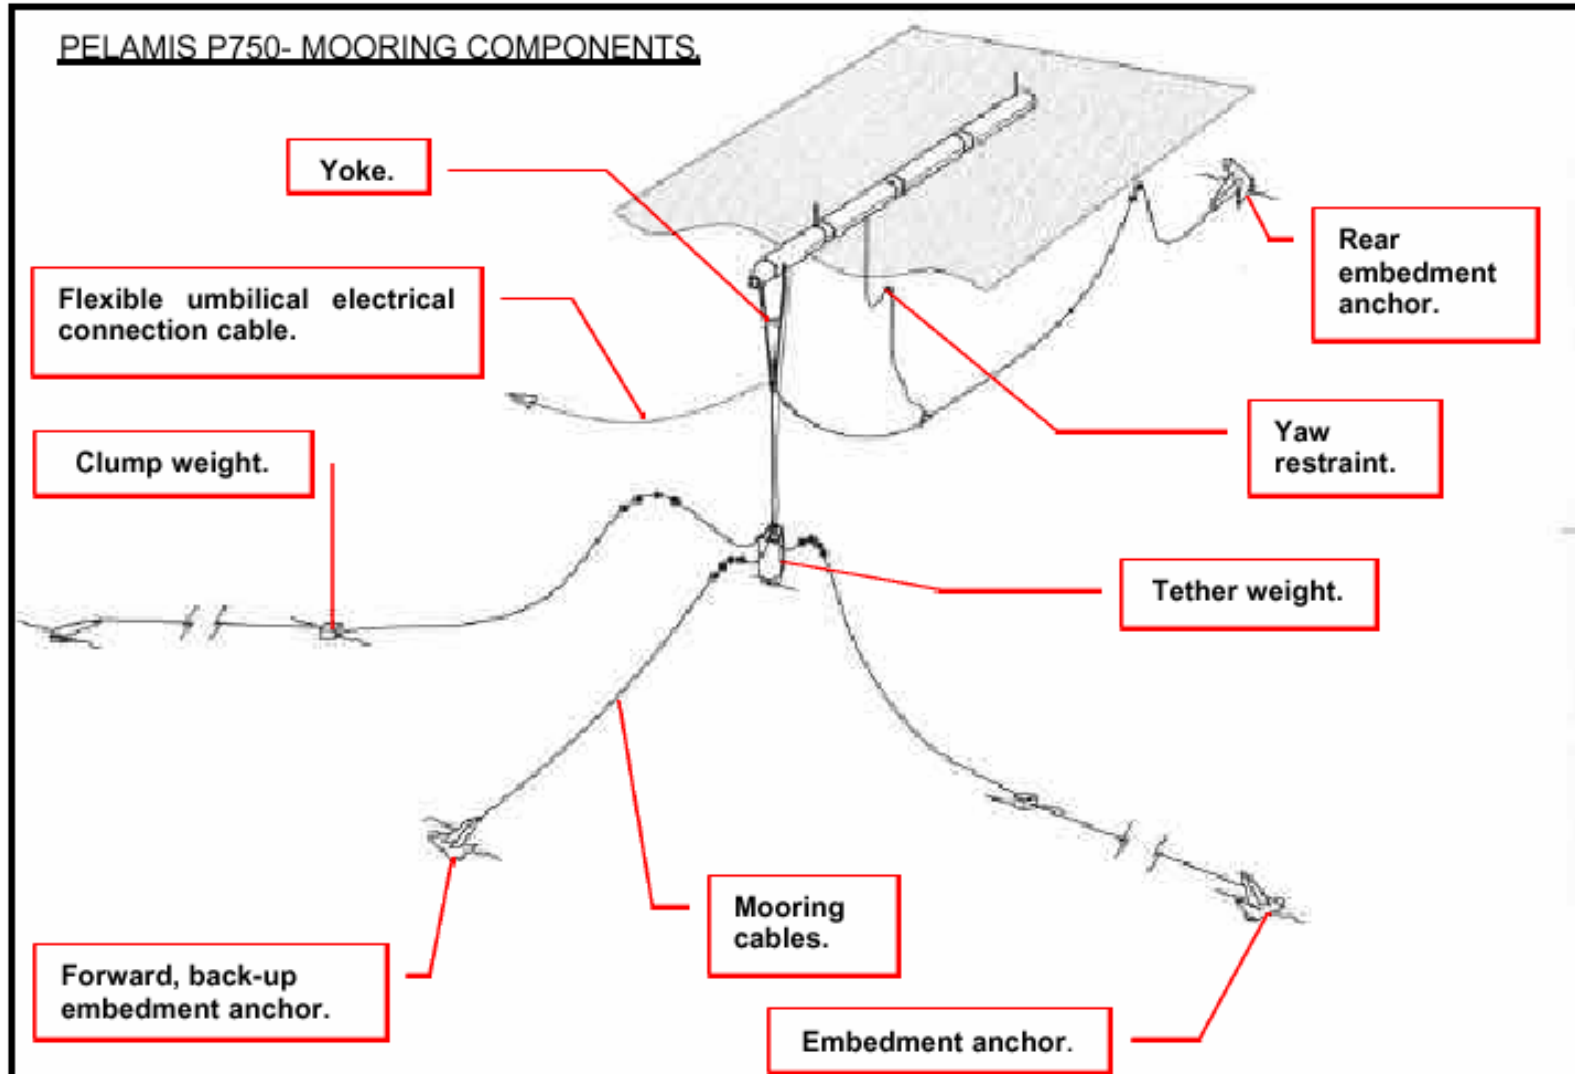 PELAMIS P750- MOORING COMPONENTS.
Yoke.
Rear
embedment
anchor.
Flexible umbilical electrical
connection cable.
Yaw
restraint.
Clump weight.
Tether weight.
Mooring
cables.
Forward, back-up
embedment anchor.
Embedment anchor.